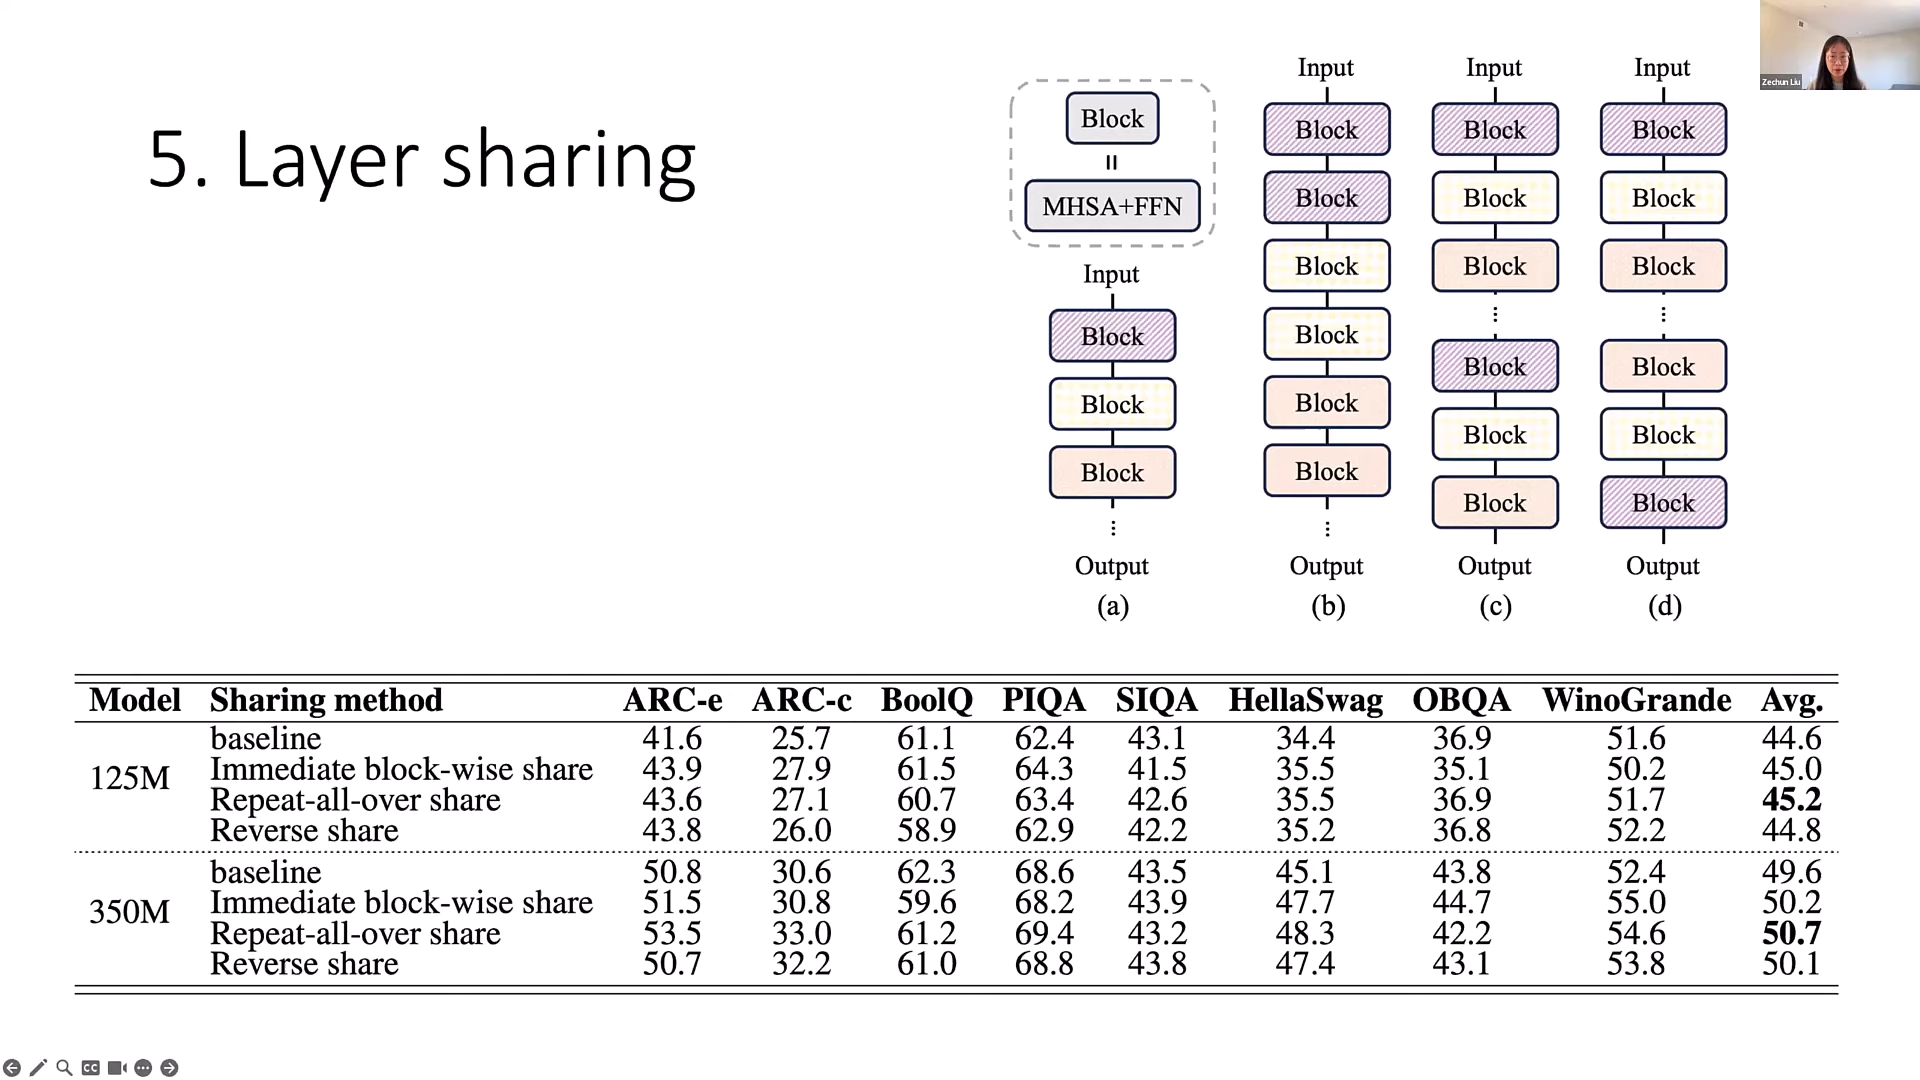 5. Layer sharing
Block
=
MHSA+FFN
Input
Block
Block
Block
Output
(a)
Input
Block
Block
Block
Block
Block
Block
Output
(b)
Input
Block
Block
Block
Block
Block
Block
Output
(c)
Input
Block
Block
Block
Block
Block
Block
Output
(d)
Zechun Liu
Model Sharing method ARC-e ARC-c BoolQ PIQA SIQA HellaSwag OBQA WinoGrande Avg.
125M
baseline 41.6 25.7 61.1 62.4 43.1 34.4 36.9 51.6 44.6
Immediate block-wise share 43.9 27.9 61.5 64.3 41.5 35.5 35.1 50.2 45.0
Repeat-all-over share 43.6 27.1 60.7 63.4 42.6 35.5 36.9 51.7 45.2
Reverse share 43.8 26.0 58.9 62.9 42.2 35.2 36.8 52.2 44.8
350M
baseline 50.8 30.6 62.3 68.6 43.5 45.1 43.8 52.4 49.6
Immediate block-wise share 51.5 30.8 59.6 68.2 43.9 47.7 44.7 55.0 50.2
Repeat-all-over share 53.5 33.0 61.2 69.4 43.2 48.3 42.2 54.6 50.7
Reverse share 50.7 32.2 61.0 68.8 43.8 47.4 43.1 53.8 50.1
CC